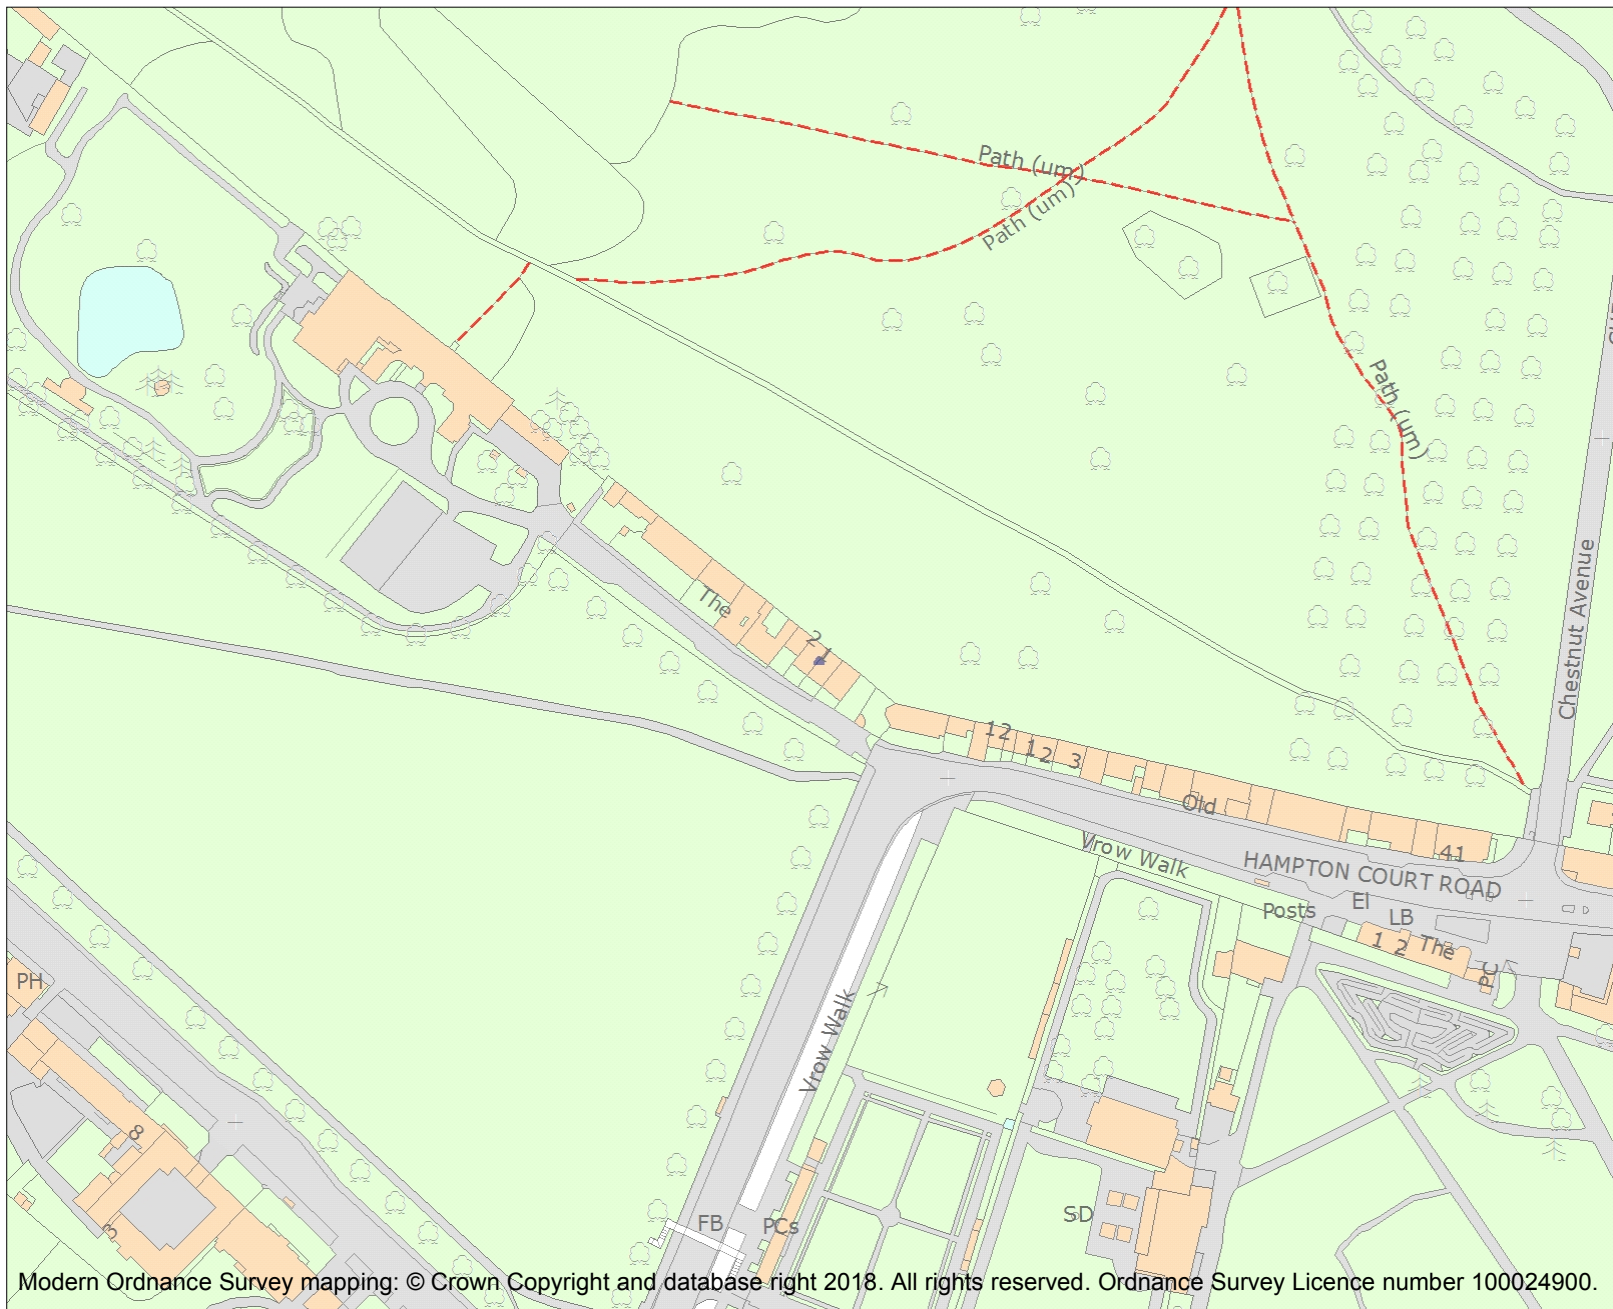 Path (um)
Path (um)
Path (um)
Chestnut Avenue
The
2
1
12
1
2
3
Old
41
Vrow Walk
HAMPTON COURT ROAD
El
Posts
LB
1
2
The
PC
PH
Vrow Walk
8
3
FB
PCs
SD
Modern Ordnance Survey mapping: © Crown Copyright and database right 2018. All rights reserved. Ordnance Survey Licence number 100024900.